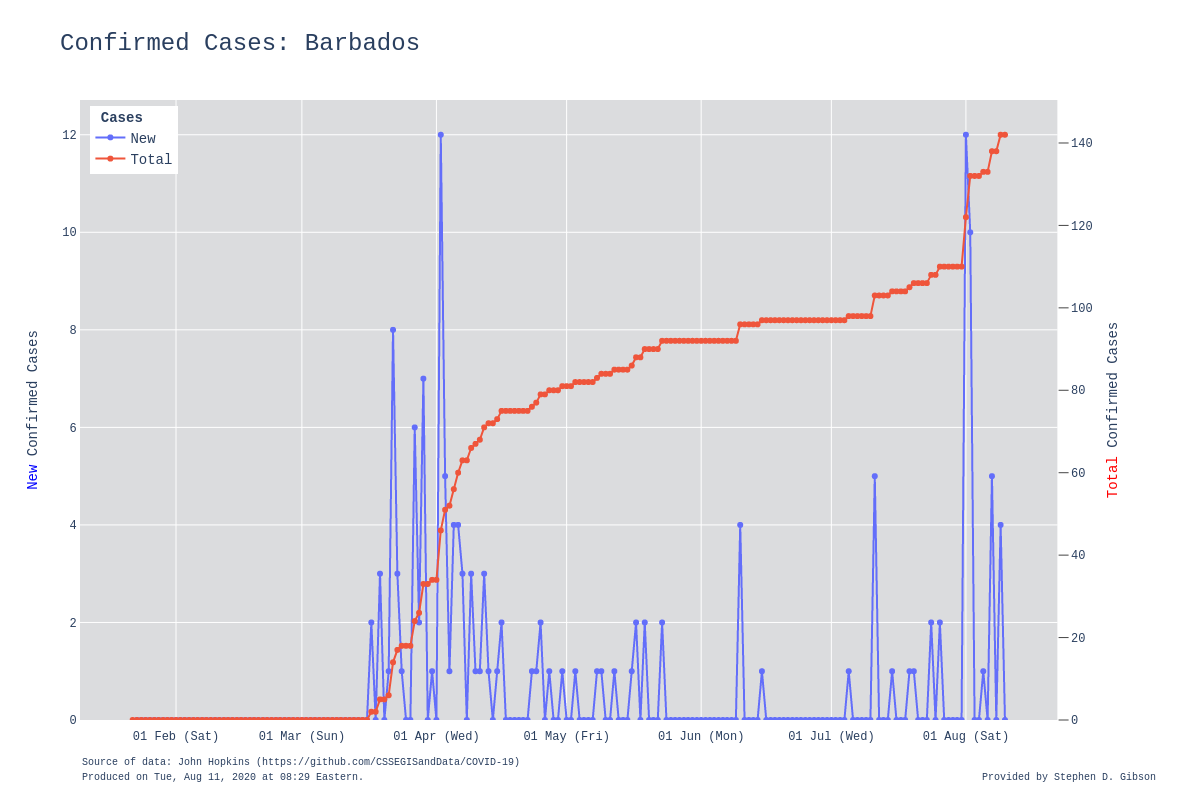 Confirmed Cases: Barbados
Cases
New
Total
12
10
8
6
4
2
0
140
120
100
80
60
40
20
0
New Confirmed Cases
Total Confirmed Cases
01 Feb (Sat)
01 Mar (Sun)
01 Apr (Wed)
01 May (Fri)
01 Jun (Mon)
01 Jul (Wed)
01 Aug (Sat)
Source of data: John Hopkins (https://github.com/CSSEGISandData/COVID-19)
Produced on Tue, Aug 11, 2020 at 08:29 Eastern.
Provided by Stephen D. Gibson